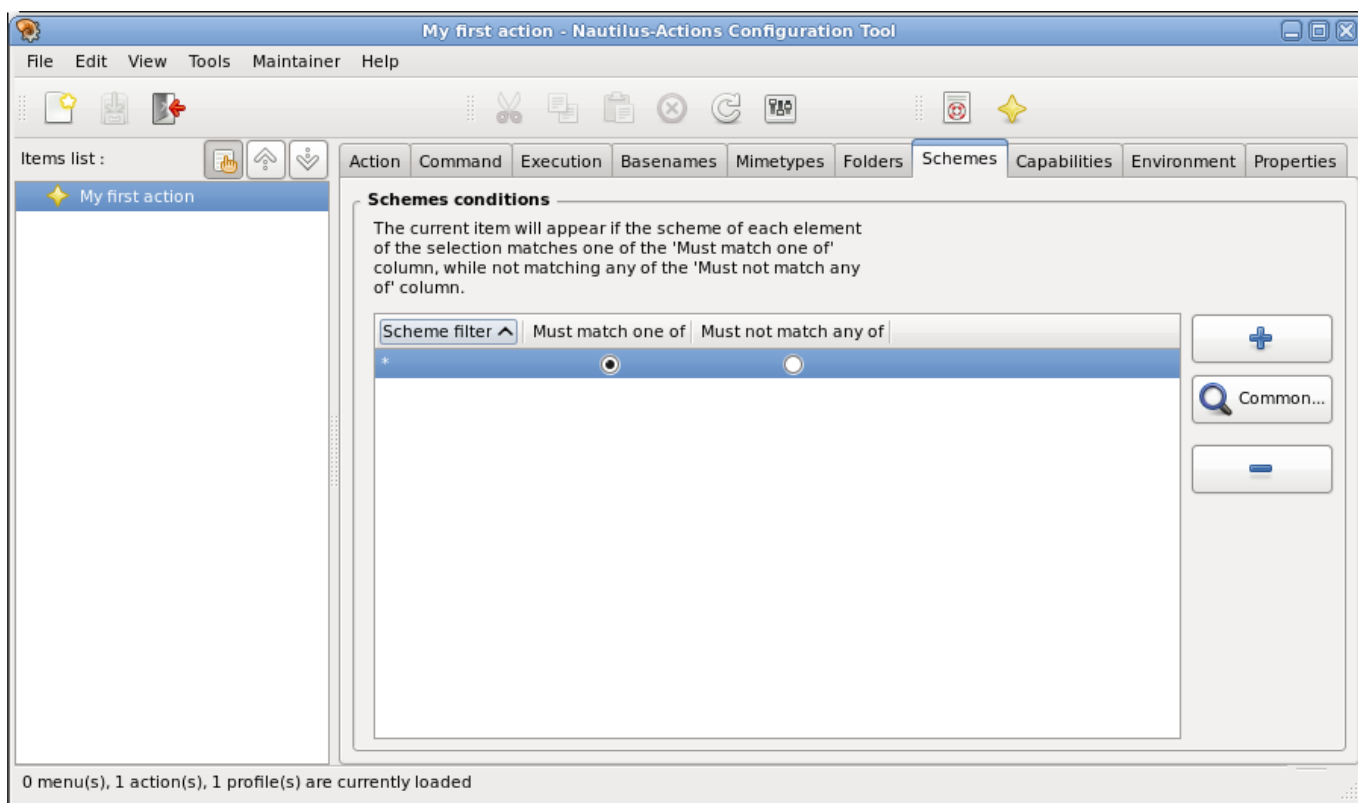 My first action - Nautilus-Actions Configuration Tool
File Edit View Tools Maintainer Help
Items list :
Action Command Execution Basenames Mimetypes Folders Schemes Capabilities Environment Properties
My first action
Schemes conditions
The current item will appear if the scheme of each element
of the selection matches one of the 'Must match one of'
column, while not matching any of the 'Must not match any
of' column.
Scheme filter Must match one of Must not match any of
*
Common...
0 menu(s), 1 action(s), 1 profile(s) are currently loaded